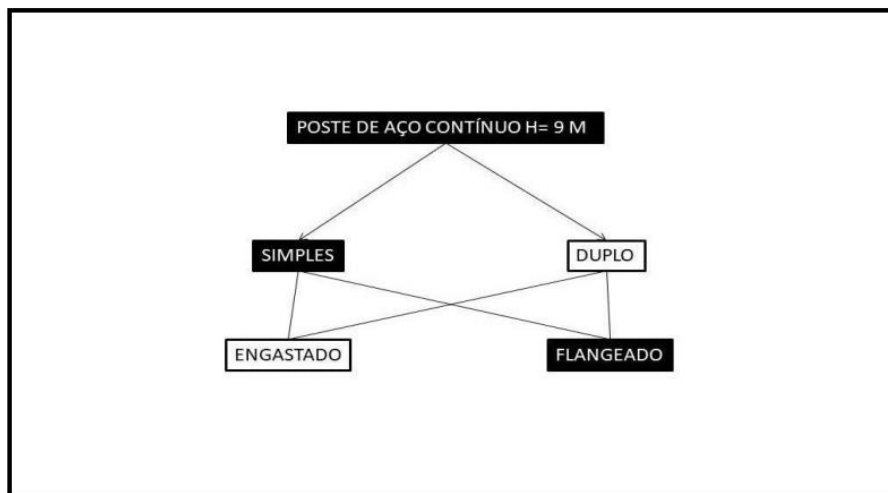 POSTE DE AÇO CONTÍNUO H= 9 M
SIMPLES
DUPLO
ENGASTADO
FLANGEADO